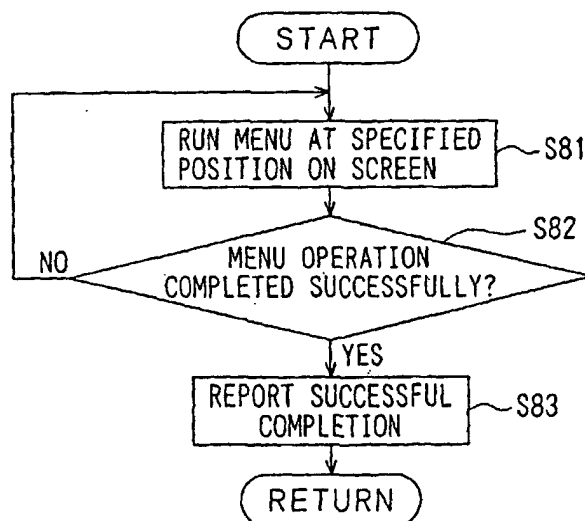 START
RUN MENU AT SPECIFIED
POSITION ON SCREEN
S81
S82
MENU OPERATION
COMPLETED SUCCESSFULLY?
NO
YES
REPORT SUCCESSFUL
COMPLETION
S83
RETURN